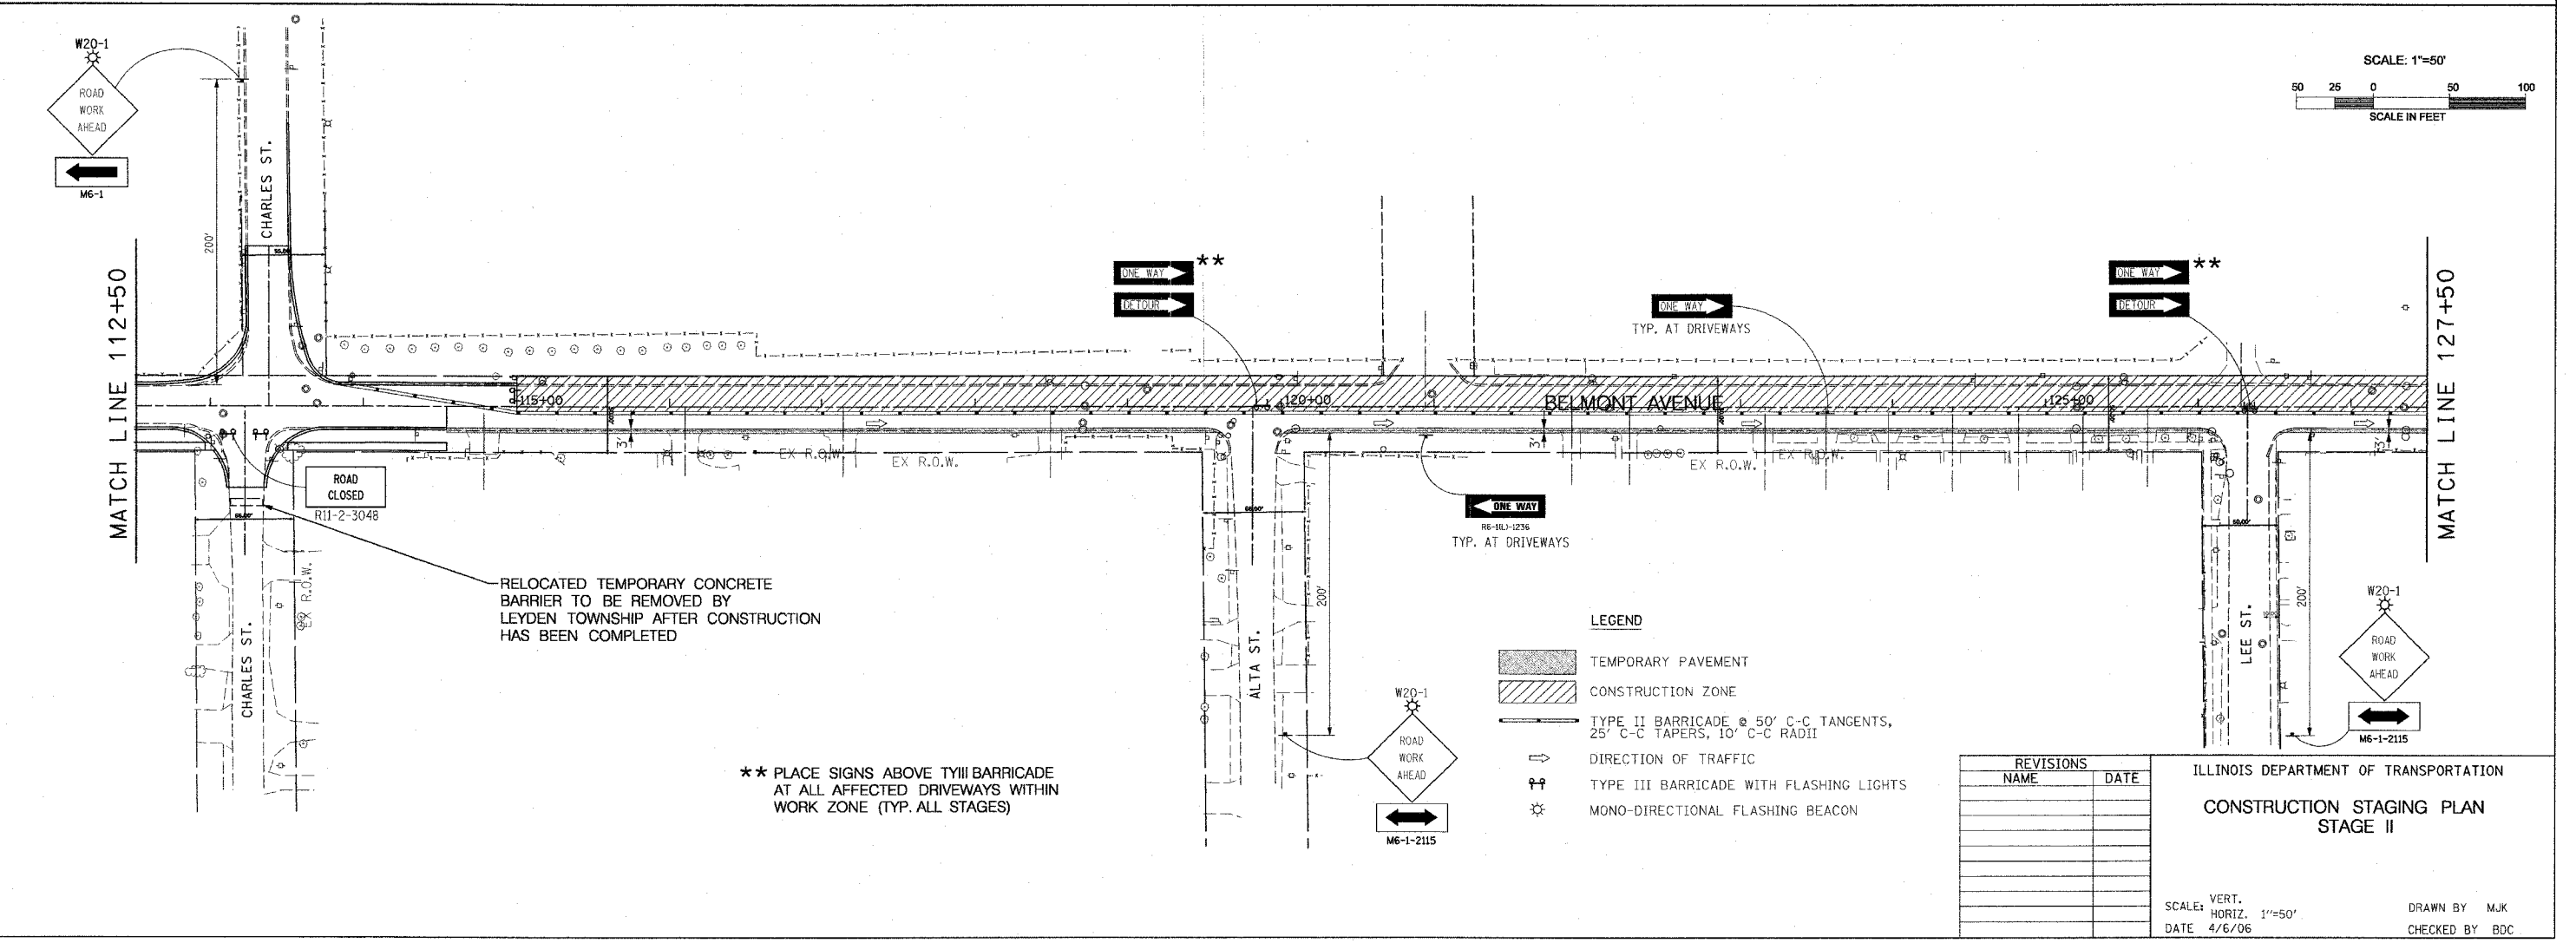 W20-1
ROAD
WORK
AHEAD
M6-1
200'
CHARLES ST.
SCALE: 1"=50'
50 25 0 50 100
SCALE IN FEET
MATCH LINE 112+50
ONE WAY **
DETOUR
ONE WAY
TYP. AT DRIVEWAYS
ONE WAY **
DETOUR
MATCH LINE 127+50
115+00
120+00
BELMONT AVENUE
125+00
3'
3'
3'
EX R.O.W.
EX R.O.W.
EX R.O.W.
EX R.O.W.
ROAD
CLOSED
R11-2-3048
ONE WAY
R6-1(L)-1236
TYP. AT DRIVEWAYS
EX R.O.W.
CHARLES ST.
RELOCATED TEMPORARY CONCRETE
BARRIER TO BE REMOVED BY
LEYDEN TOWNSHIP AFTER CONSTRUCTION
HAS BEEN COMPLETED
ALTA ST.
200'
LEE ST.
200'
W20-1
ROAD
WORK
AHEAD
M6-1-2115
W20-1
ROAD
WORK
AHEAD
M6-1-2115
** PLACE SIGNS ABOVE TYIII BARRICADE
AT ALL AFFECTED DRIVEWAYS WITHIN
WORK ZONE (TYP. ALL STAGES)
LEGEND
TEMPORARY PAVEMENT
CONSTRUCTION ZONE
TYPE II BARRICADE @ 50' C-C TANGENTS,
25' C-C TAPERS, 10' C-C RADII
DIRECTION OF TRAFFIC
TYPE III BARRICADE WITH FLASHING LIGHTS
MONO-DIRECTIONAL FLASHING BEACON
REVISIONS
NAME DATE
ILLINOIS DEPARTMENT OF TRANSPORTATION
CONSTRUCTION STAGING PLAN
STAGE II
SCALE: VERT.
HORIZ. 1"=50'
DATE 4/6/06
DRAWN BY MJK
CHECKED BY BDC